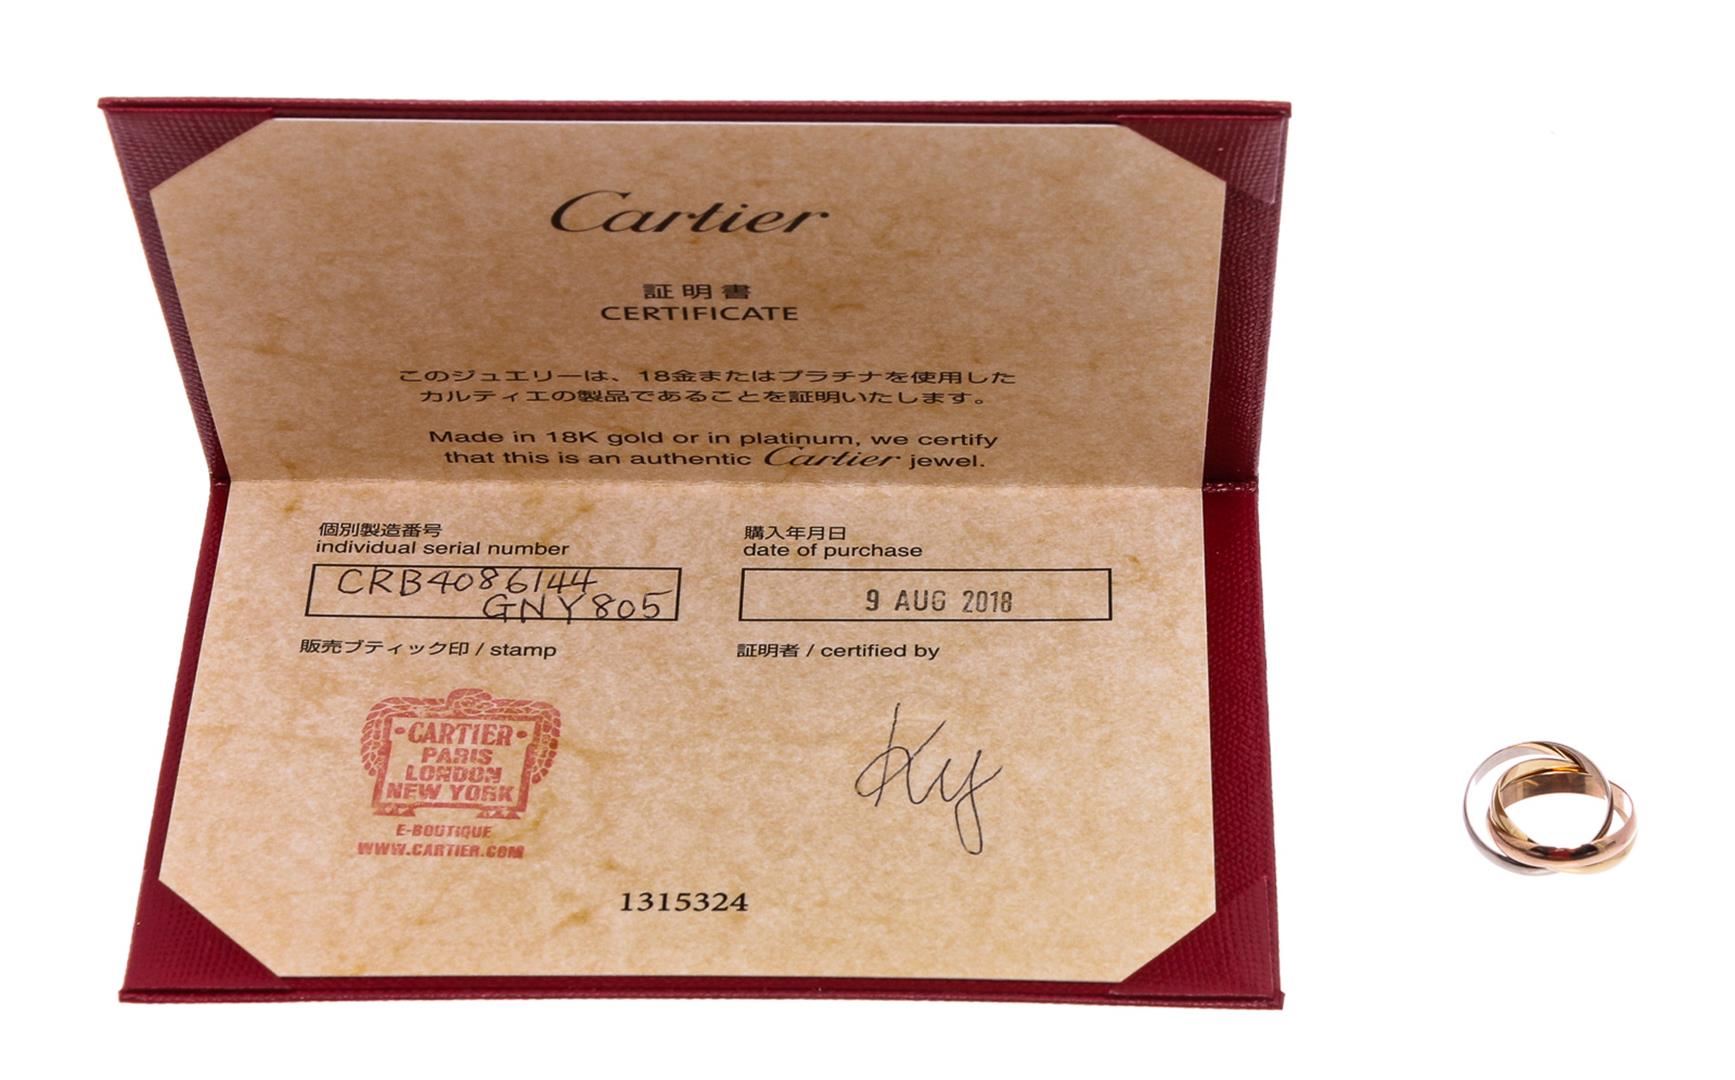 Cartier
証明書
CERTIFICATE
このジュエリーは、18金またはプラチナを使用した
カルティエの製品であることを証明いたします。
Made in 18K gold or in platinum, we certify
that this is an authentic Cartier jewel.
個別製造番号
individual serial number
CRB4086144
GNY805
購入年月日
date of purchase
9 AUG 2018
販売ブティック印 / stamp
CARTIER
PARIS
LONDON
NEW YORK
E-BOUTIQUE
WWW.CARTIER.COM
証明者 / certified by
Ky
1315324